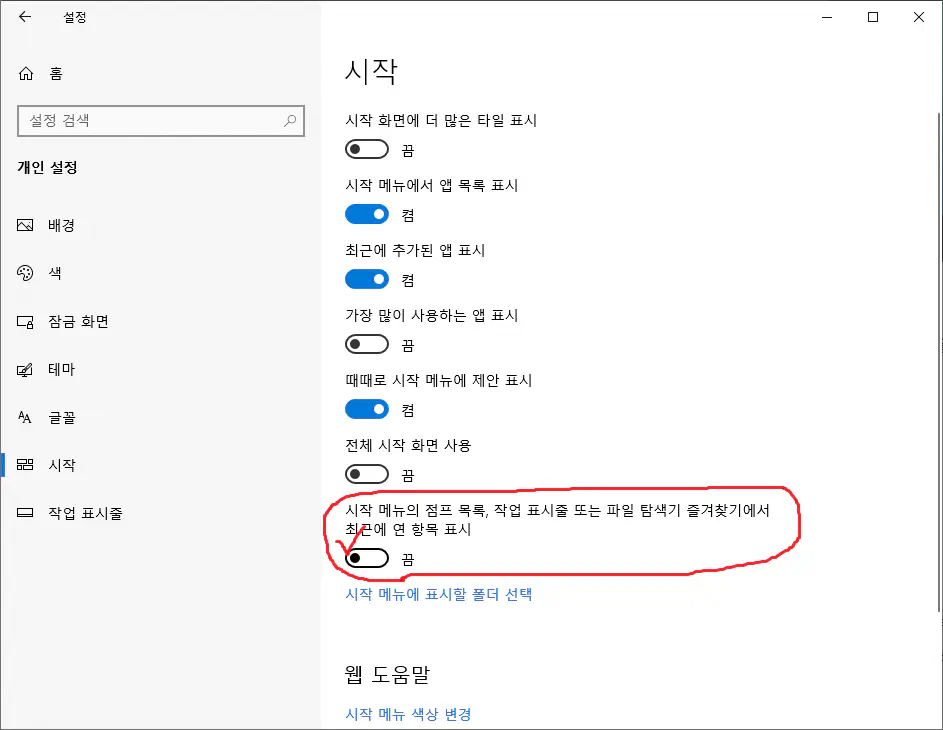 설정
홈
설정 검색
개인 설정
배경
색
잠금 화면
테마
글꼴
시작
작업 표시줄
시작
시작 화면에 더 많은 타일 표시
끔
시작 메뉴에서 앱 목록 표시
켬
최근에 추가된 앱 표시
켬
가장 많이 사용하는 앱 표시
끔
때때로 시작 메뉴에 제안 표시
켬
전체 시작 화면 사용
끔
시작 메뉴의 점프 목록, 작업 표시줄 또는 파일 탐색기 즐겨찾기에서
최근에 연 항목 표시
끔
시작 메뉴에 표시할 폴더 선택
웹 도움말
시작 메뉴 색상 변경